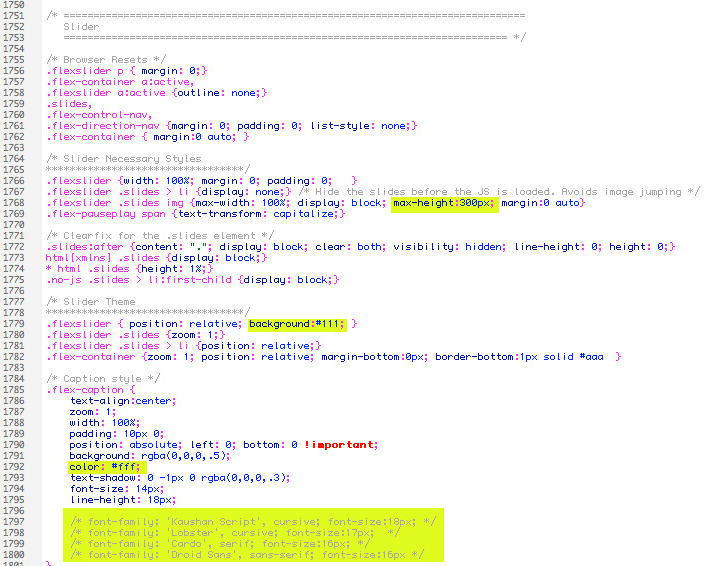 1750
1751 /* ============================================================================
1752 Slider
1753 =========================================================================== */
1754
1755 /* Browser Resets */
1756 .flexslider p { margin: 0;}
1757 .flex-container a:active,
1758 .flexslider a:active {outline: none;}
1759 .slides,
1760 .flex-control-nav,
1761 .flex-direction-nav {margin: 0; padding: 0; list-style: none;}
1762 .flex-container { margin:0 auto; }
1763
1764 /* Slider Necessary Styles
1765 *********************************/
1766 .flexslider {width: 100%; margin: 0; padding: 0; }
1767 .flexslider .slides > li {display: none;} /* Hide the slides before the JS is loaded. Avoids image jumping */
1768 .flexslider .slides img {max-width: 100%; display: block; max-height:300px; margin:0 auto}
1769 .flex-pauseplay span {text-transform: capitalize;}
1770
1771 /* Clearfix for the .slides element */
1772 .slides:after {content: "."; display: block; clear: both; visibility: hidden; line-height: 0; height: 0;}
1773 html[xmlns] .slides {display: block;}
1774 * html .slides {height: 1%;}
1775 .no-js .slides > li:first-child {display: block;}
1776
1777 /* Slider Theme
1778 *********************************/
1779 .flexslider { position: relative; background:#111; }
1780 .flexslider .slides {zoom: 1;}
1781 .flexslider .slides > li {position: relative;}
1782 .flex-container {zoom: 1; position: relative; margin-bottom:0px; border-bottom:1px solid #aaa }
1783
1784 /* Caption style */
1785 .flex-caption {
1786 text-align:center;
1787 zoom: 1;
1788 width: 100%;
1789 padding: 10px 0;
1790 position: absolute; left: 0; bottom: 0 !important;
1791 background: rgba(0,0,0,.5);
1792 color: #fff;
1793 text-shadow: 0 -1px 0 rgba(0,0,0,.3);
1794 font-size: 14px;
1795 line-height: 18px;
1796
1797 /* font-family: 'Kaushan Script', cursive; font-size:18px; */
1798 /* font-family: 'Lobster', cursive; font-size:17px; */
1799 /* font-family: 'Cardo', serif; font-size:16px; */
1800 /* font-family: 'Droid Sans', sans-serif; font-size:16px */
1801 }